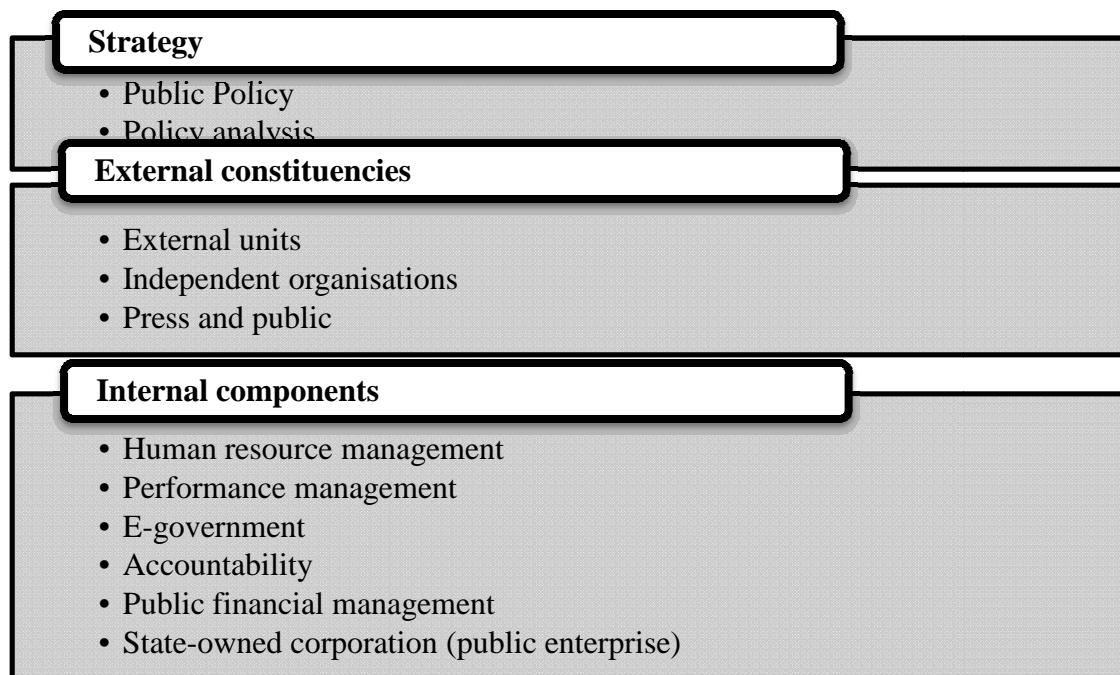 Strategy
• Public Policy
• Policy analysis
External constituencies
• External units
• Independent organisations
• Press and public
Internal components
• Human resource management
• Performance management
• E-government
• Accountability
• Public financial management
• State-owned corporation (public enterprise)